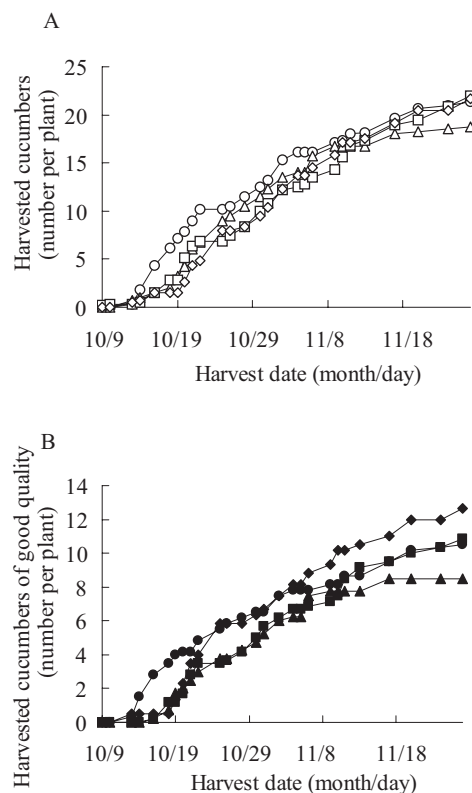 A
Harvested cucumbers
(number per plant)
25
20
15
10
5
0
10/9 10/19 10/29 11/8 11/18
Harvest date (month/day)
B
Harvested cucumbers of good quality
(number per plant)
14
12
10
8
6
4
2
0
10/9 10/19 10/29 11/8 11/18
Harvest date (month/day)